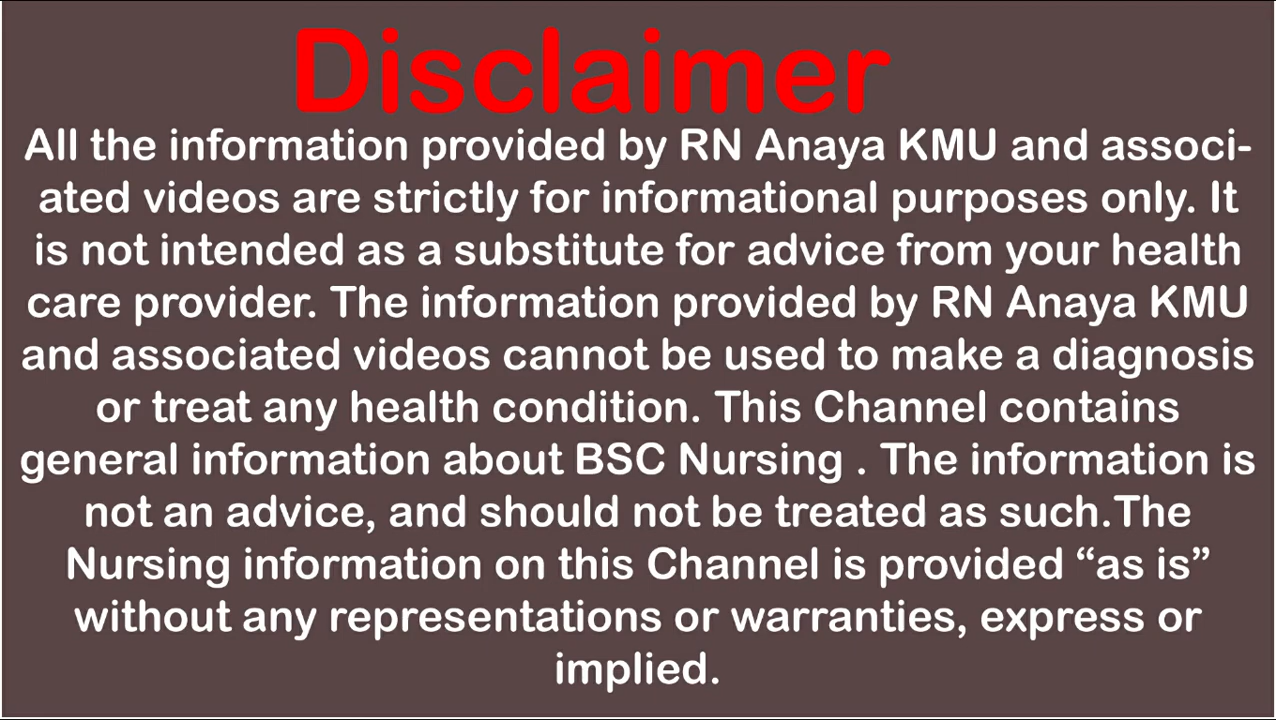 Disclaimer
All the information provided by RN Anaya KMU and associ-
ated videos are strictly for informational purposes only. It
is not intended as a substitute for advice from your health
care provider. The information provided by RN Anaya KMU
and associated videos cannot be used to make a diagnosis
or treat any health condition. This Channel contains
general information about BSC Nursing . The information is
not an advice, and should not be treated as such.The
Nursing information on this Channel is provided “as is”
without any representations or warranties, express or
implied.